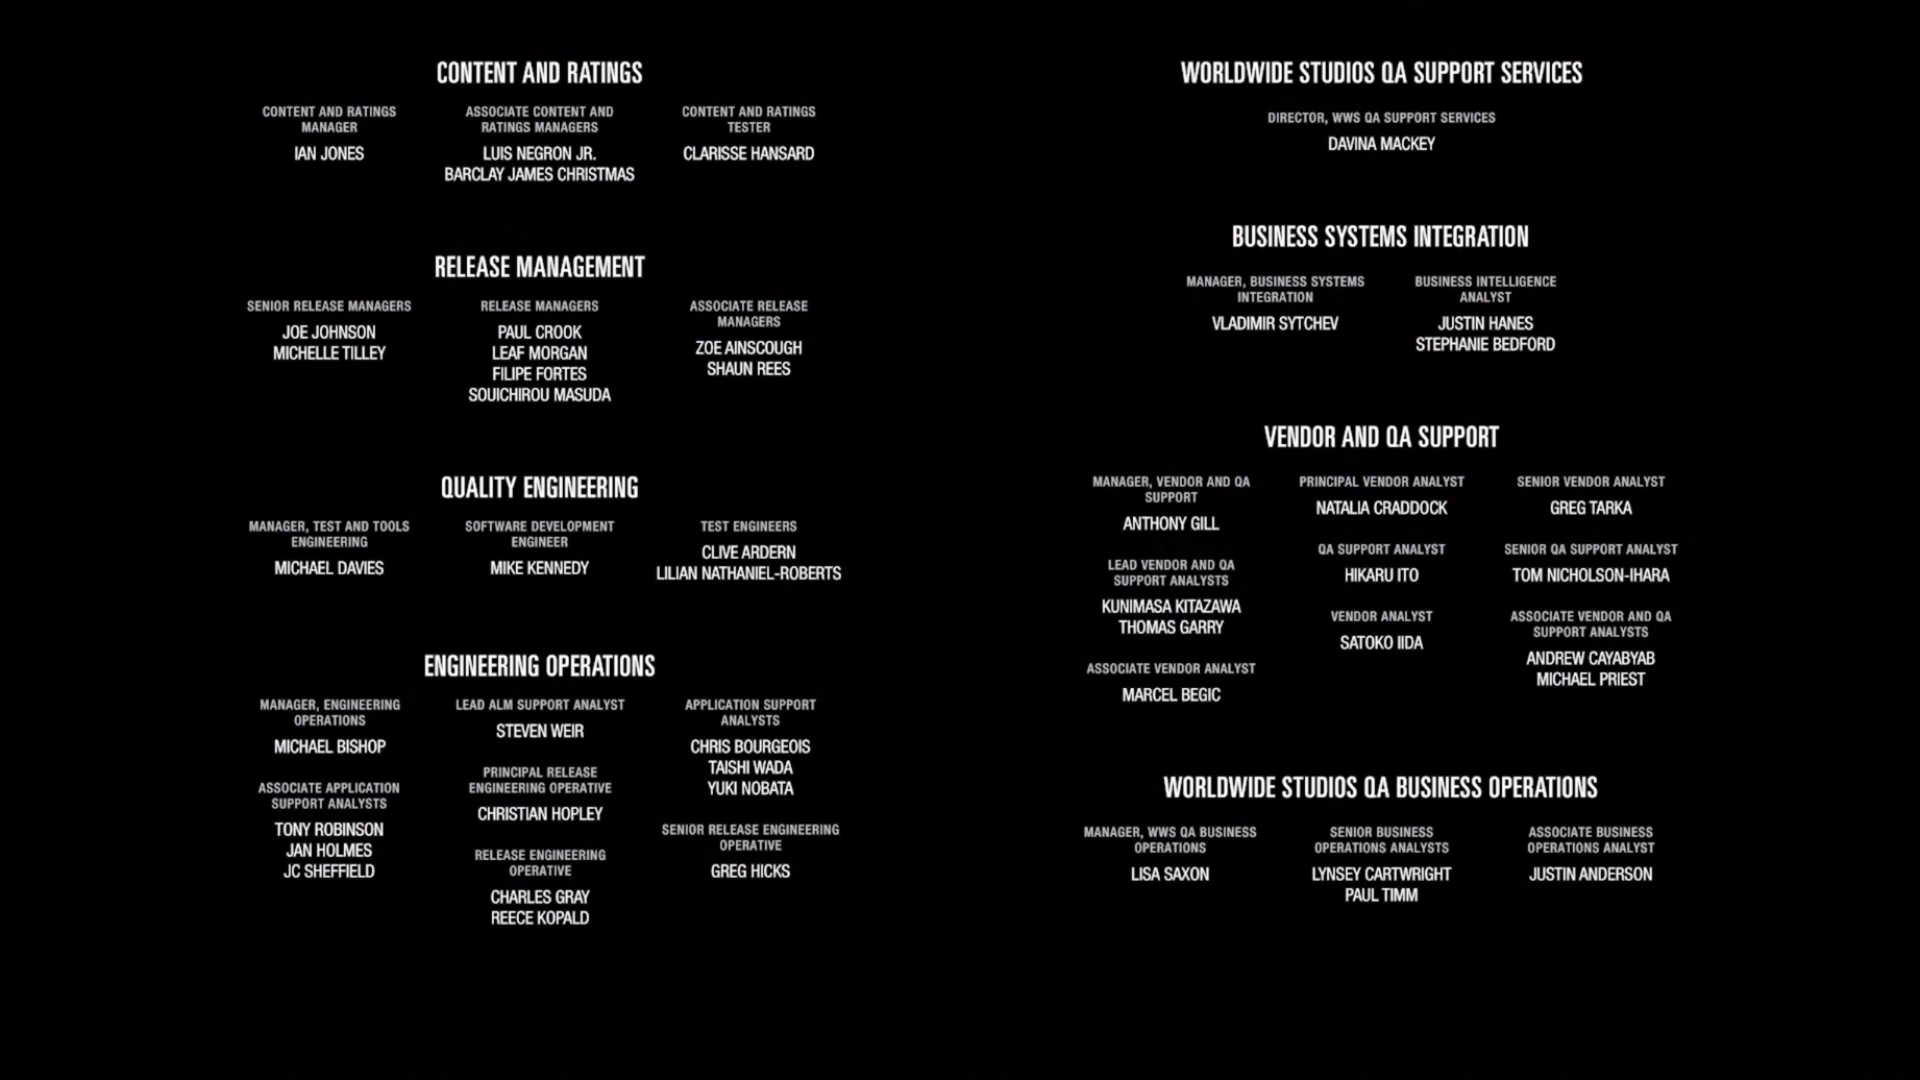 CONTENT AND RATINGS
CONTENT AND RATINGS
MANAGER
IAN JONES
ASSOCIATE CONTENT AND
RATINGS MANAGERS
LUIS NEGRON JR.
BARCLAY JAMES CHRISTMAS
CONTENT AND RATINGS
TESTER
CLARISSE HANSARD
RELEASE MANAGEMENT
SENIOR RELEASE MANAGERS
JOE JOHNSON
MICHELLE TILLEY
RELEASE MANAGERS
PAUL CROOK
LEAF MORGAN
FILIPE FORTES
SOUICHIROU MASUDA
ASSOCIATE RELEASE
MANAGERS
ZOE AINSCOUGH
SHAUN REES
QUALITY ENGINEERING
MANAGER, TEST AND TOOLS
ENGINEERING
MICHAEL DAVIES
SOFTWARE DEVELOPMENT
ENGINEER
MIKE KENNEDY
TEST ENGINEERS
CLIVE ARDERN
LILIAN NATHANIEL-ROBERTS
ENGINEERING OPERATIONS
MANAGER, ENGINEERING
OPERATIONS
MICHAEL BISHOP
ASSOCIATE APPLICATION
SUPPORT ANALYSTS
TONY ROBINSON
JAN HOLMES
JC SHEFFIELD
LEAD ALM SUPPORT ANALYST
STEVEN WEIR
PRINCIPAL RELEASE
ENGINEERING OPERATIVE
CHRISTIAN HOPLEY
RELEASE ENGINEERING
OPERATIVE
CHARLES GRAY
REECE KOPALD
APPLICATION SUPPORT
ANALYSTS
CHRIS BOURGEOIS
TAISHI WADA
YUKI NOBATA
SENIOR RELEASE ENGINEERING
OPERATIVE
GREG HICKS
WORLDWIDE STUDIOS QA SUPPORT SERVICES
DIRECTOR, WWS QA SUPPORT SERVICES
DAVINA MACKEY
BUSINESS SYSTEMS INTEGRATION
MANAGER, BUSINESS SYSTEMS
INTEGRATION
VLADIMIR SYTCHEV
BUSINESS INTELLIGENCE
ANALYST
JUSTIN HANES
STEPHANIE BEDFORD
VENDOR AND QA SUPPORT
MANAGER, VENDOR AND QA
SUPPORT
ANTHONY GILL
LEAD VENDOR AND QA
SUPPORT ANALYSTS
KUNIMASA KITAZAWA
THOMAS GARRY
ASSOCIATE VENDOR ANALYST
MARCEL BEGIC
PRINCIPAL VENDOR ANALYST
NATALIA CRADDOCK
QA SUPPORT ANALYST
HIKARU ITO
VENDOR ANALYST
SATOKO IIDA
SENIOR VENDOR ANALYST
GREG TARKA
SENIOR QA SUPPORT ANALYST
TOM NICHOLSON-IHARA
ASSOCIATE VENDOR AND QA
SUPPORT ANALYSTS
ANDREW CAYABYAB
MICHAEL PRIEST
WORLDWIDE STUDIOS QA BUSINESS OPERATIONS
MANAGER, WWS QA BUSINESS
OPERATIONS
LISA SAXON
SENIOR BUSINESS
OPERATIONS ANALYSTS
LYNSEY CARTWRIGHT
PAUL TIMM
ASSOCIATE BUSINESS
OPERATIONS ANALYST
JUSTIN ANDERSON